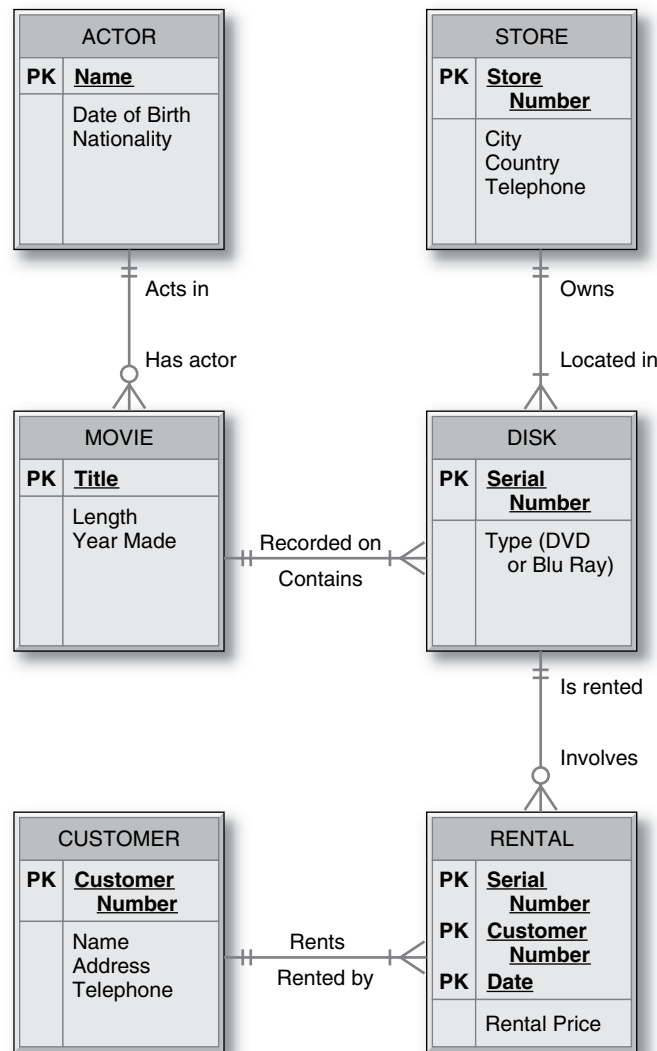 ACTOR
PK Name
Date of Birth
Nationality
STORE
PK Store
Number
City
Country
Telephone
Acts in
Has actor
Owns
Located in
MOVIE
PK Title
Length
Year Made
Recorded on
Contains
DISK
PK Serial
Number
Type (DVD
or Blu Ray)
Is rented
Involves
CUSTOMER
PK Customer
Number
Name
Address
Telephone
Rents
Rented by
RENTAL
PK Serial
Number
PK Customer
Number
PK Date
Rental Price